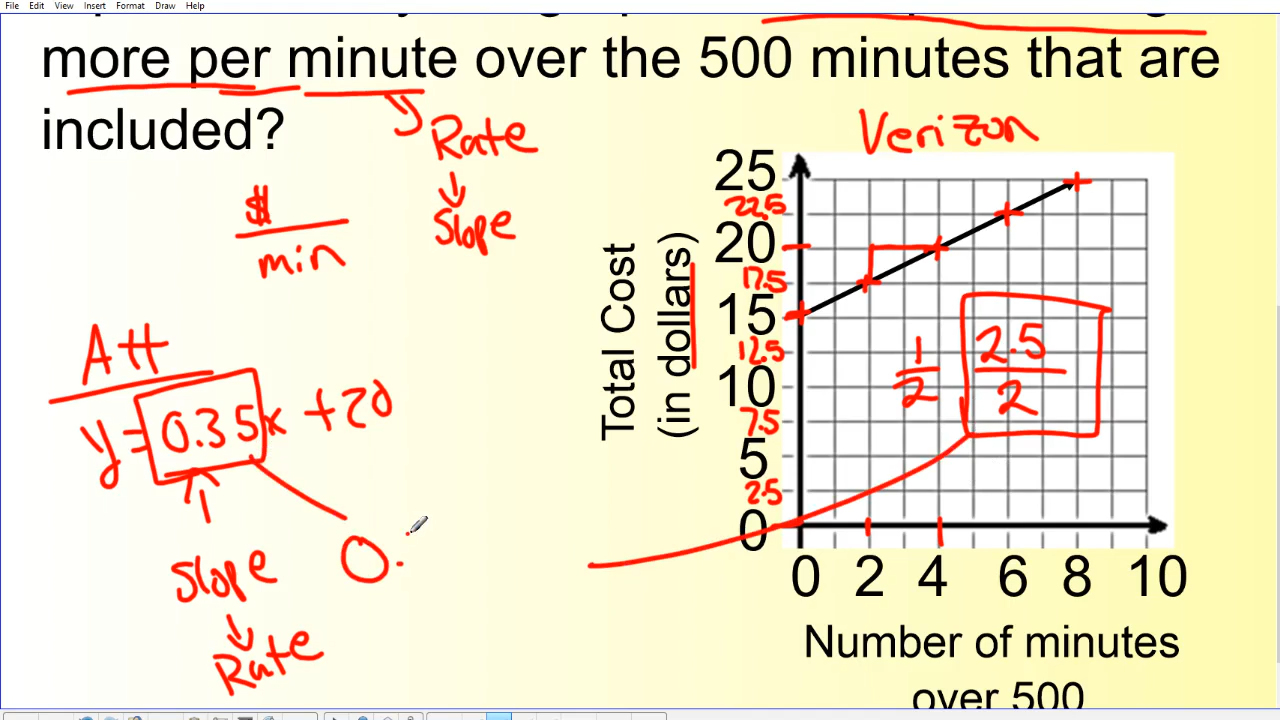 File Edit View Insert Format Draw Help
more per minute over the 500 minutes that are
included?
Rate
Slope
$
min
Att
y = 0.35x + 20
Slope
Rate
0.
Verizon
Total Cost
(in dollars)
25
22.5
20
17.5
15
12.5
10
7.5
5
2.5
0
1
2
2.5
2
0 2 4 6 8 10
Number of minutes
over 500